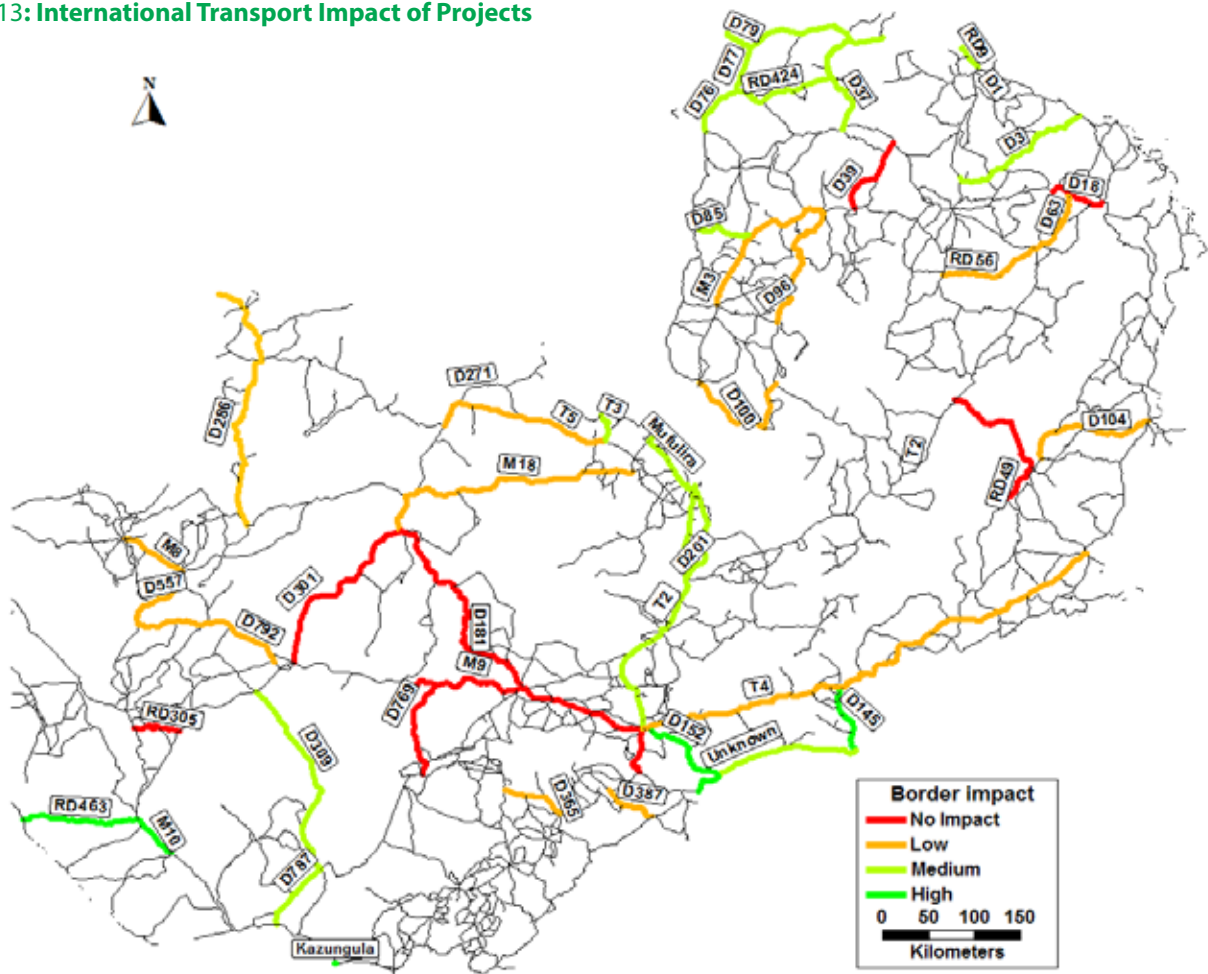 13: International Transport Impact of Projects
N
D79
D77
RD424
D76
D37
RD9
D1
D3
D39
D18
D63
D85
RD56
M3
D96
D286
D271
T5
T3
Mufulira
D100
D104
M18
T2
RD49
M8
D557
D301
D201
D792
T2
D181
M9
D769
T4
D145
D152
RD305
D309
Unknown
D365
D387
RD463
M10
D787
Kazungula
Border impact
No Impact
Low
Medium
High
0 50 100 150
Kilometers